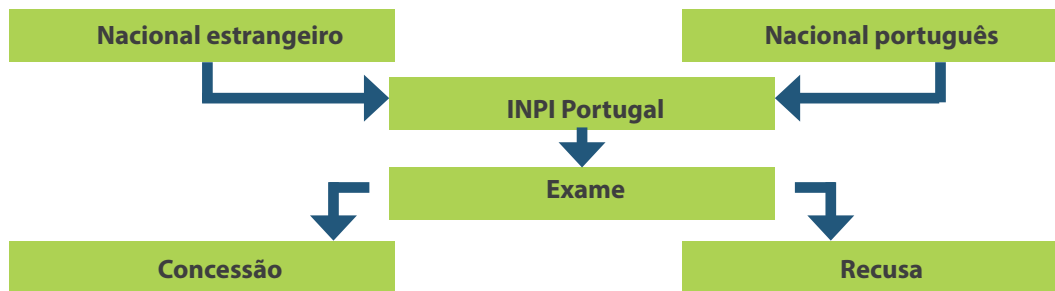 Nacional estrangeiro
Nacional português
INPI Portugal
Exame
Concessão
Recusa